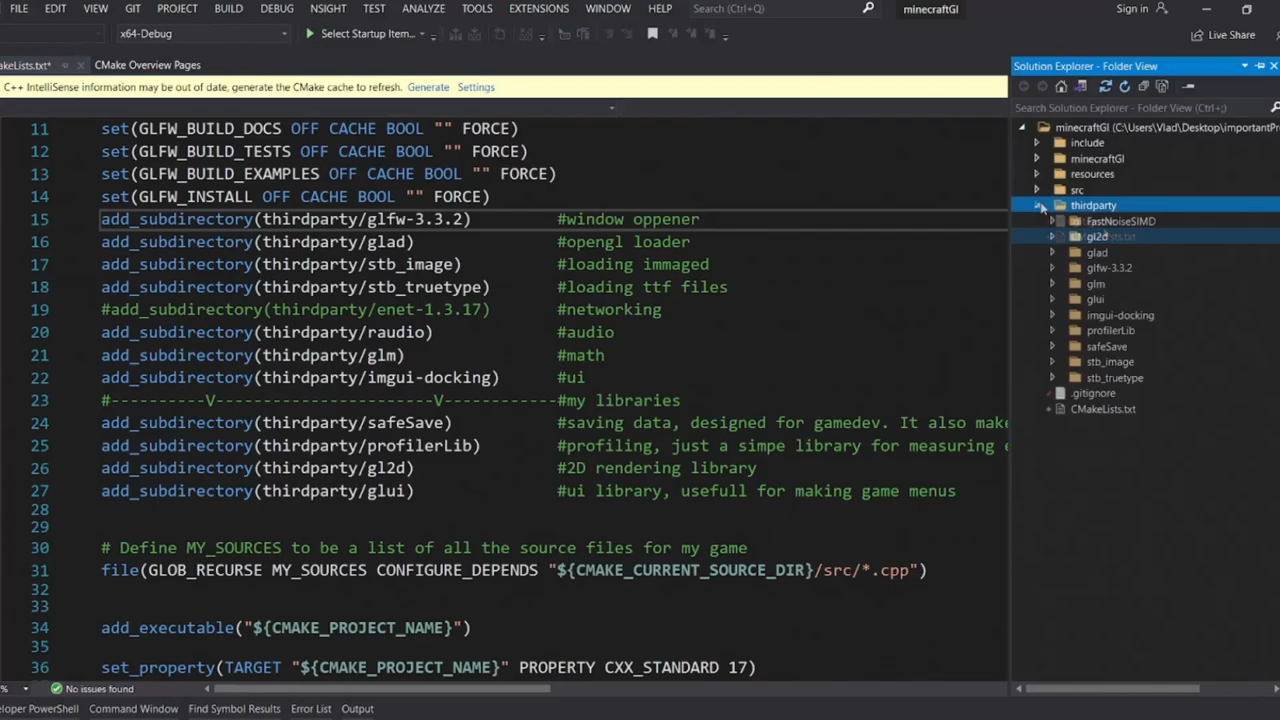 FILE EDIT VIEW GIT PROJECT BUILD DEBUG NSIGHT TEST ANALYZE TOOLS EXTENSIONS WINDOW HELP Search (Ctrl+Q) minecraftGI Sign in
x64-Debug Select Startup Item... Live Share
akeLists.txt* CMake Overview Pages
C++ IntelliSense information may be out of date, generate the CMake cache to refresh. Generate Settings
11 set(GLFW_BUILD_DOCS OFF CACHE BOOL "" FORCE)
12 set(GLFW_BUILD_TESTS OFF CACHE BOOL "" FORCE)
13 set(GLFW_BUILD_EXAMPLES OFF CACHE BOOL "" FORCE)
14 set(GLFW_INSTALL OFF CACHE BOOL "" FORCE)
15 add_subdirectory(thirdparty/glfw-3.3.2) #window oppener
16 add_subdirectory(thirdparty/glad) #opengl loader
17 add_subdirectory(thirdparty/stb_image) #loading immaged
18 add_subdirectory(thirdparty/stb_truetype) #loading ttf files
19 #add_subdirectory(thirdparty/enet-1.3.17) #networking
20 add_subdirectory(thirdparty/raudio) #audio
21 add_subdirectory(thirdparty/glm) #math
22 add_subdirectory(thirdparty/imgui-docking) #ui
23 #----------V------------------------V------------#my libraries
24 add_subdirectory(thirdparty/safeSave) #saving data, designed for gamedev. It also make
25 add_subdirectory(thirdparty/profilerLib) #profiling, just a simpe library for measuring e
26 add_subdirectory(thirdparty/gl2d) #2D rendering library
27 add_subdirectory(thirdparty/glui) #ui library, usefull for making game menus
28
29
30 # Define MY_SOURCES to be a list of all the source files for my game
31 file(GLOB_RECURSE MY_SOURCES CONFIGURE_DEPENDS "${CMAKE_CURRENT_SOURCE_DIR}/src/*.cpp")
32
33
34 add_executable("${CMAKE_PROJECT_NAME}")
35
36 set_property(TARGET "${CMAKE_PROJECT_NAME}" PROPERTY CXX_STANDARD 17)
% No issues found
eloper PowerShell Command Window Find Symbol Results Error List Output
Solution Explorer - Folder View
Search Solution Explorer - Folder View (Ctrl+;)
minecraftGI (C:\Users\Vlad\Desktop\importantPr
include
minecraftGI
resources
src
thirdparty
FastNoiseSIMD
gl2d
glad
glfw-3.3.2
glm
glui
imgui-docking
profilerLib
safeSave
stb_image
stb_truetype
.gitignore
CMakeLists.txt